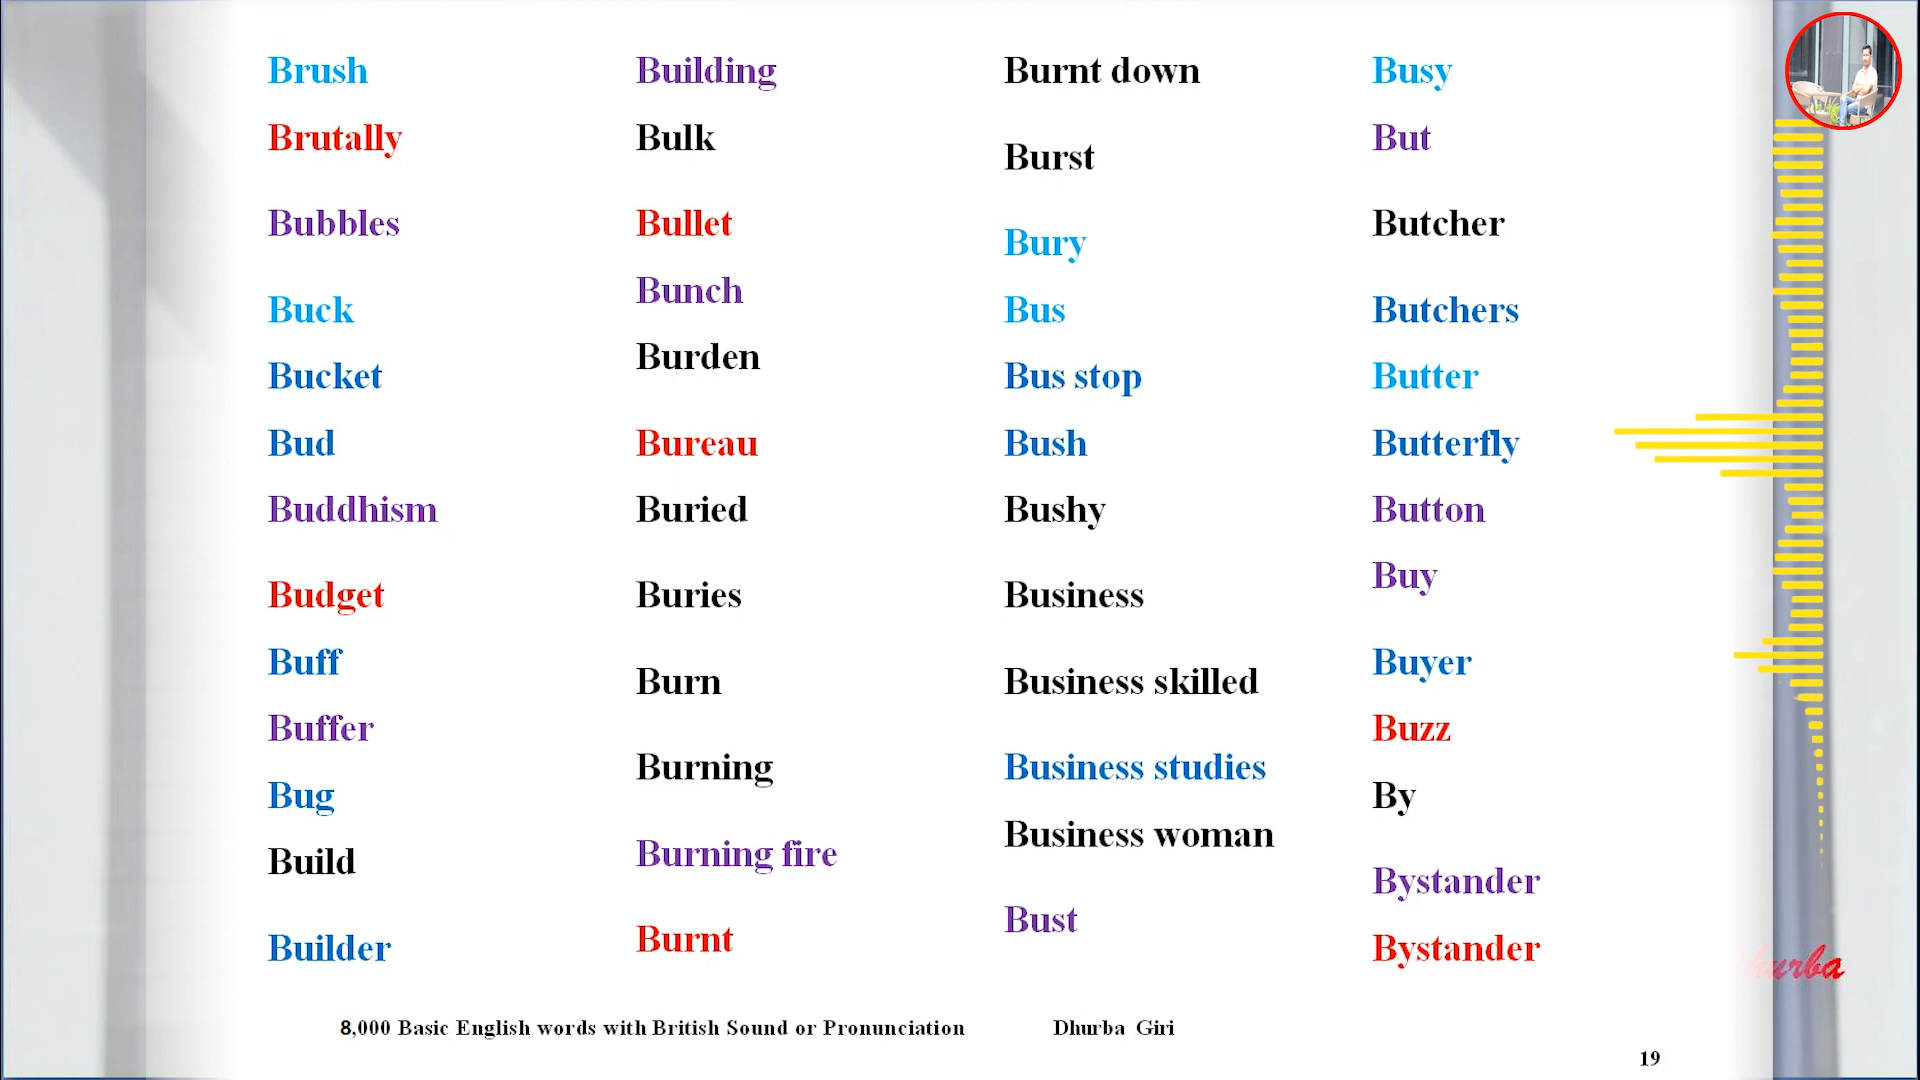 Brush
Brutally
Bubbles
Buck
Bucket
Bud
Buddhism
Budget
Buff
Buffer
Bug
Build
Builder
Building
Bulk
Bullet
Bunch
Burden
Bureau
Buried
Buries
Burn
Burning
Burning fire
Burnt
Burnt down
Burst
Bury
Bus
Bus stop
Bush
Bushy
Business
Business skilled
Business studies
Business woman
Bust
Busy
But
Butcher
Butchers
Butter
Butterfly
Button
Buy
Buyer
Buzz
By
Bystander
Bystander
8,000 Basic English words with British Sound or Pronunciation Dhurba Giri
19